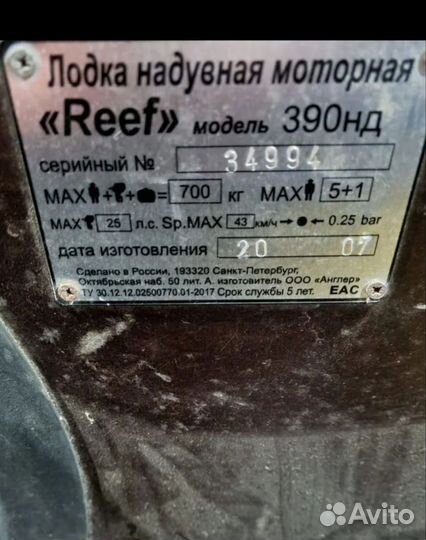 Лодка надувная моторная
«Reef» модель 390нд
серийный № 34994
MAX + + = 700 кг MAX 5+1
MAX 25 л.с. Sp.MAX 43 км/ч → ● ← 0.25 bar
дата изготовления 20 07
Сделано в России, 193320 Санкт-Петербург,
Октябрьская наб. 50 лит. А. изготовитель ООО «Англер»
ТУ 30.12.12.02500770.01-2017 Срок службы 5 лет. ЕАС
Avito